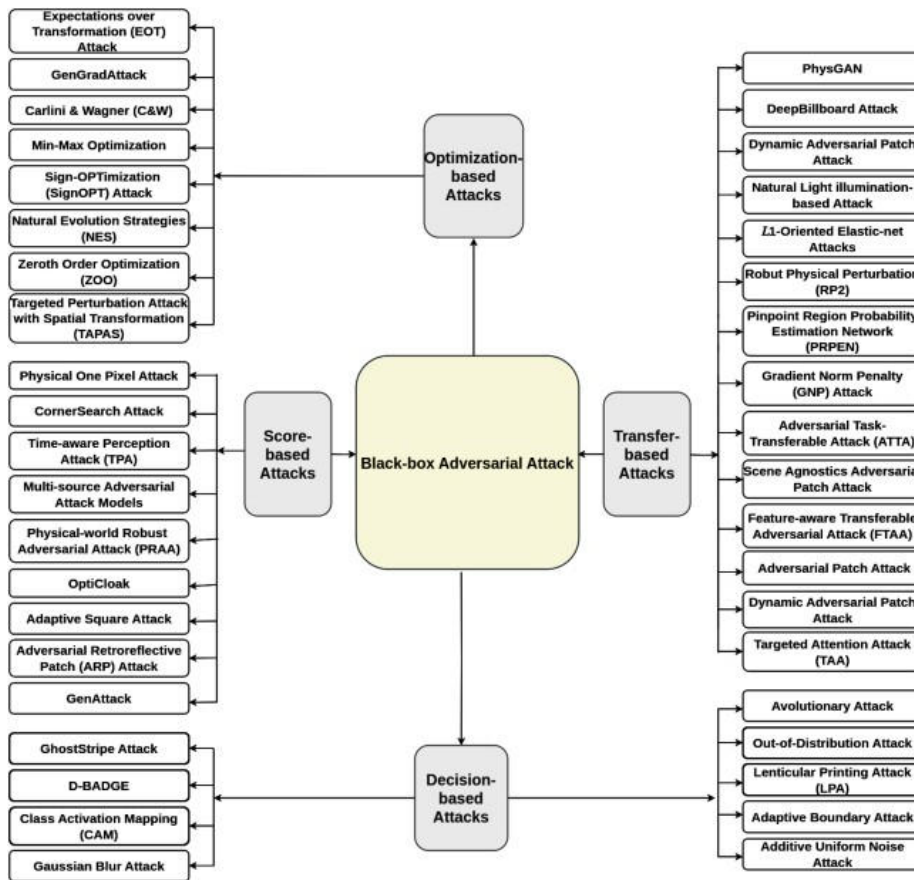 Expectations over
Transformation (EOT)
Attack
GenGradAttack
Carlini & Wagner (C&W)
Min-Max Optimization
Sign-OPTimization
(SignOPT) Attack
Natural Evolution Strategies
(NES)
Zeroth Order Optimization
(ZOO)
Targeted Perturbation Attack
with Spatial Transformation
(TAPAS)
Optimization-
based
Attacks
PhysGAN
DeepBillboard Attack
Dynamic Adversarial Patch
Attack
Natural Light illumination-
based Attack
L1-Oriented Elastic-net
Attacks
Robut Physical Perturbation
(RP2)
Pinpoint Region Probability
Estimation Network
(PRPEN)
Gradient Norm Penalty
(GNP) Attack
Adversarial Task-
Transferable Attack (ATTA)
Scene Agnostics Adversarial
Patch Attack
Feature-aware Transferable
Adversarial Attack (FTAA)
Adversarial Patch Attack
Dynamic Adversarial Patch
Attack
Targeted Attention Attack
(TAA)
Physical One Pixel Attack
CornerSearch Attack
Time-aware Perception
Attack (TPA)
Multi-source Adversarial
Attack Models
Physical-world Robust
Adversarial Attack (PRAA)
OptiCloak
Adaptive Square Attack
Adversarial Retroreflective
Patch (ARP) Attack
GenAttack
Score-
based
Attacks
Black-box Adversarial Attack
Transfer-
based
Attacks
GhostStripe Attack
D-BADGE
Class Activation Mapping
(CAM)
Gaussian Blur Attack
Decision-
based
Attacks
Avolutionary Attack
Out-of-Distribution Attack
Lenticular Printing Attack
(LPA)
Adaptive Boundary Attack
Additive Uniform Noise
Attack